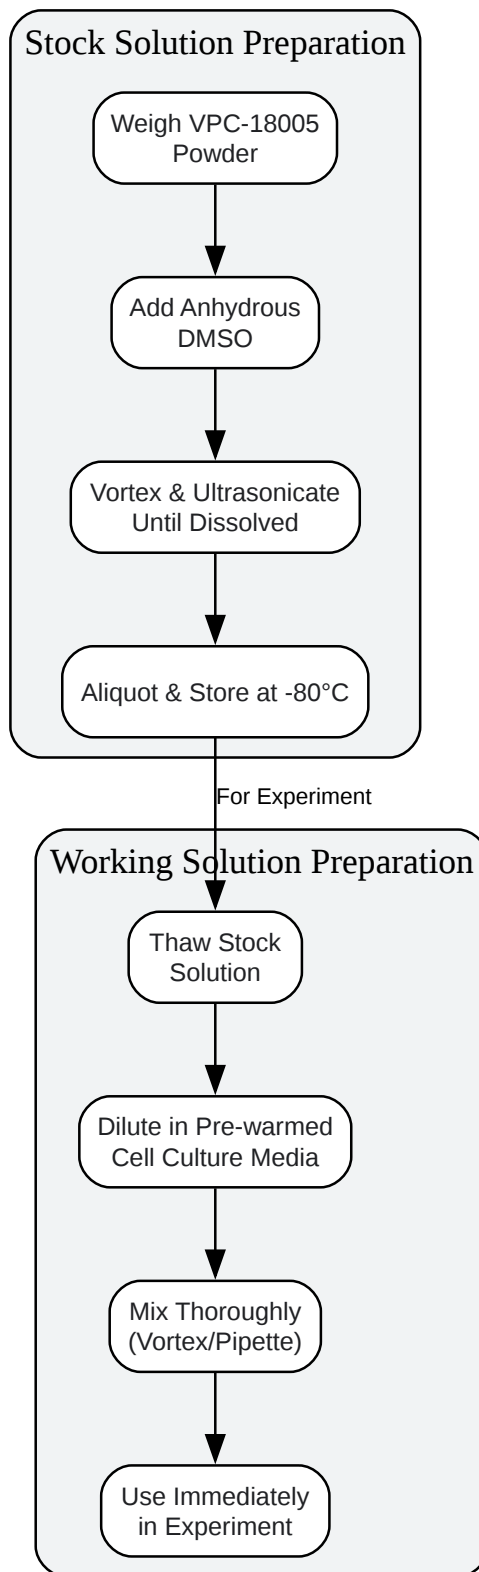 Stock Solution Preparation
Weigh VPC-18005
Powder
Add Anhydrous
DMSO
Vortex & Ultrasonicate
Until Dissolved
Aliquot & Store at -80°C
For Experiment
Working Solution Preparation
Thaw Stock
Solution
Dilute in Pre-warmed
Cell Culture Media
Mix Thoroughly
(Vortex/Pipette)
Use Immediately
in Experiment